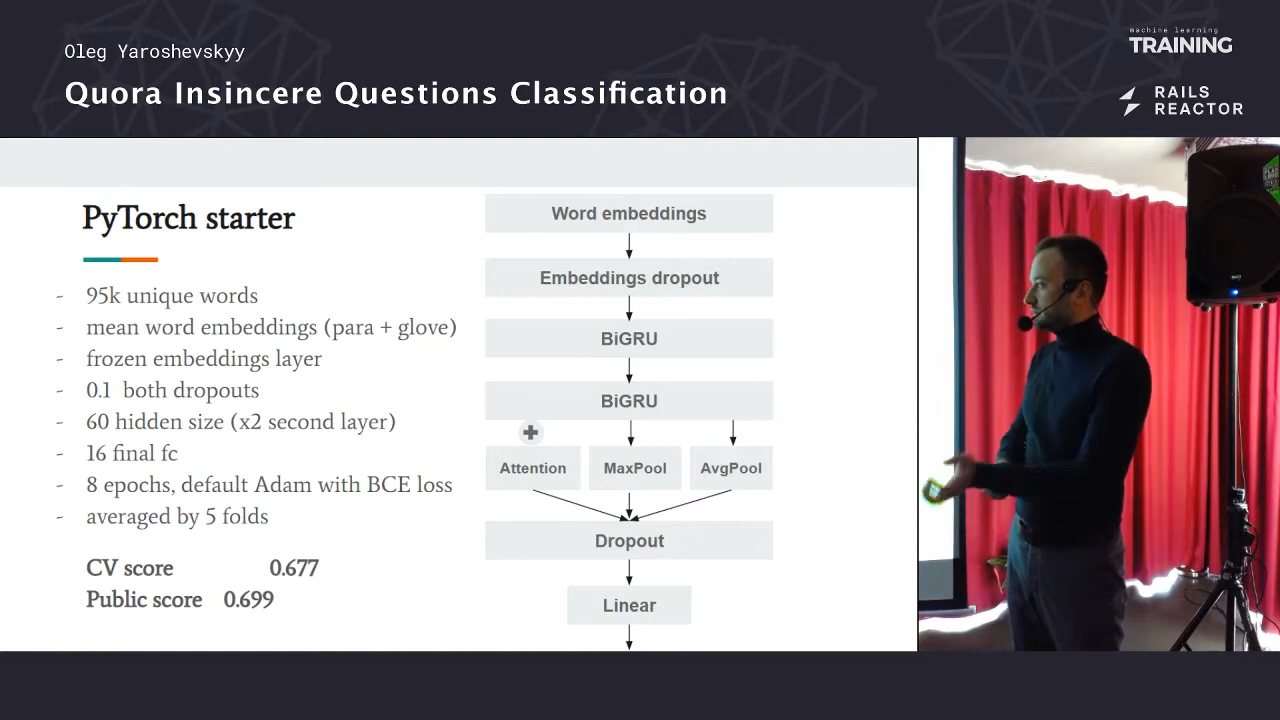 Oleg Yaroshevskyy
Quora Insincere Questions Classification
machine learning
TRAINING
RAILS
REACTOR
PyTorch starter
- 95k unique words
- mean word embeddings (para + glove)
- frozen embeddings layer
- 0.1 both dropouts
- 60 hidden size (x2 second layer)
- 16 final fc
- 8 epochs, default Adam with BCE loss
- averaged by 5 folds
CV score 0.677
Public score 0.699
Word embeddings
Embeddings dropout
BiGRU
BiGRU
Attention MaxPool AvgPool
Dropout
Linear